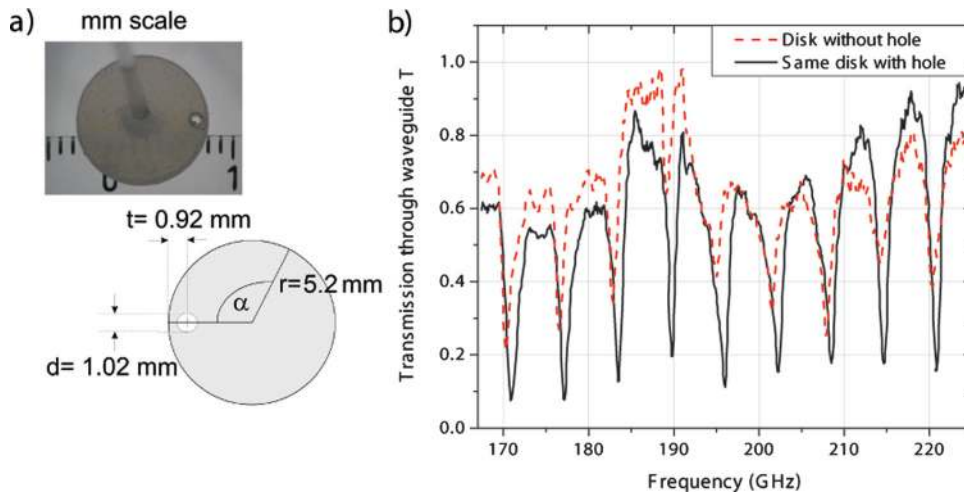 a)
mm scale
0 1
t= 0.92 mm
r=5.2 mm
α
d= 1.02 mm
b)
Disk without hole
Same disk with hole
Transmission through waveguide T
1.0
0.8
0.6
0.4
0.2
0.0
170 180 190 200 210 220
Frequency (GHz)